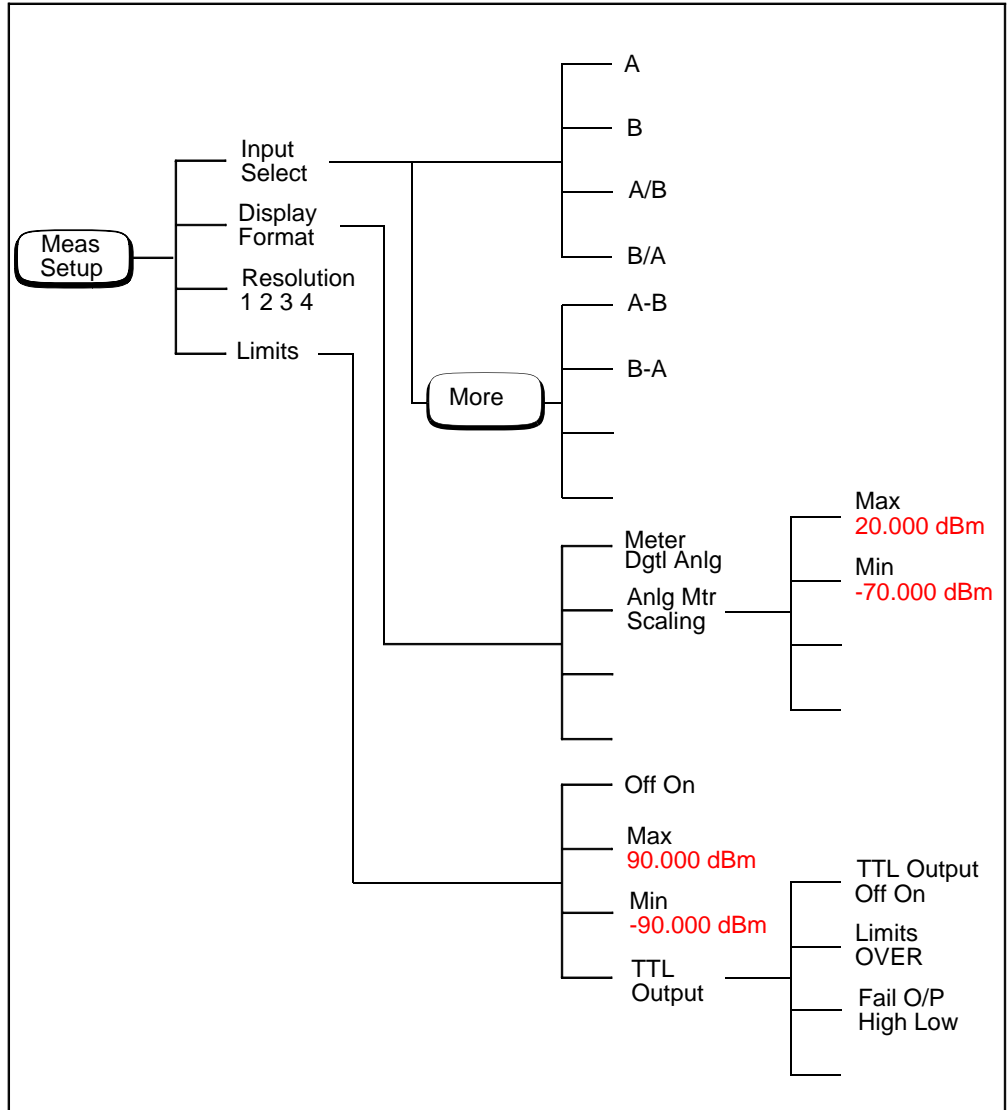 Meas
Setup
Input
Select
Display
Format
Resolution
1 2 3 4
Limits
A
B
A/B
B/A
More
A-B
B-A
Meter
Dgtl Anlg
Anlg Mtr
Scaling
Max
20.000 dBm
Min
-70.000 dBm
Off On
Max
90.000 dBm
Min
-90.000 dBm
TTL
Output
TTL Output
Off On
Limits
OVER
Fail O/P
High Low